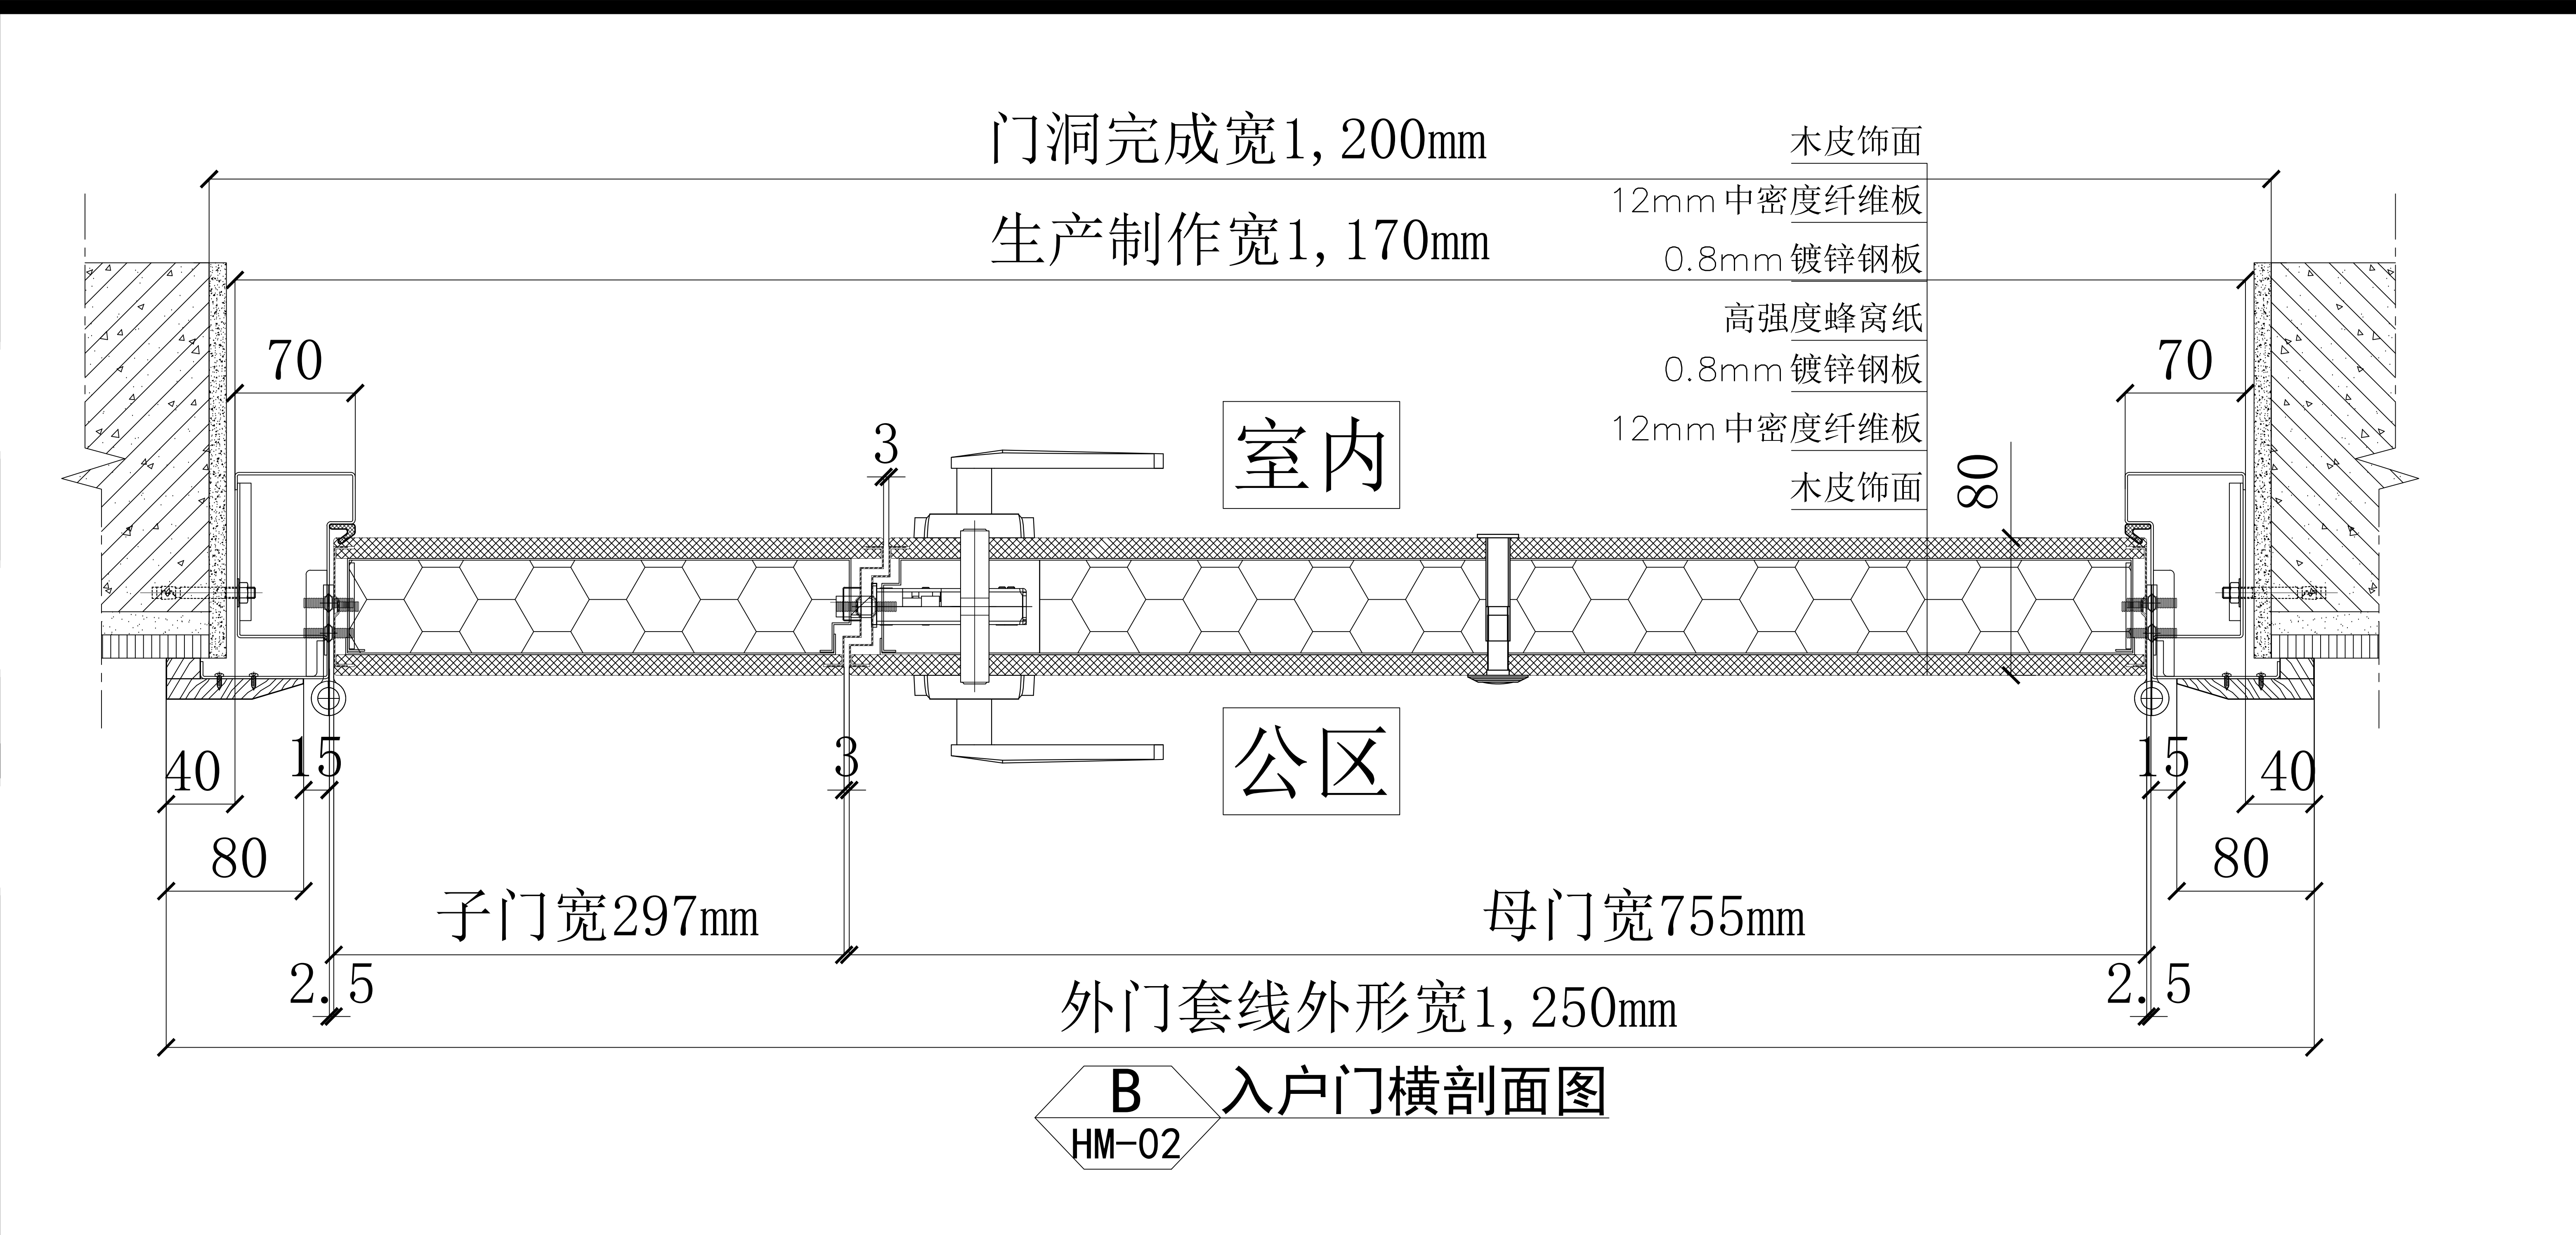 门洞完成宽1,200mm
木皮饰面
12mm中密度纤维板
生产制作宽1,170mm
0.8mm镀锌钢板
高强度蜂窝纸
70
0.8mm镀锌钢板
70
3
室内
12mm中密度纤维板
木皮饰面
80
40
15
3
公区
15
40
80
80
子门宽297mm
母门宽755mm
2.5
2.5
外门套线外形宽1,250mm
B
入户门横剖面图
HM-02